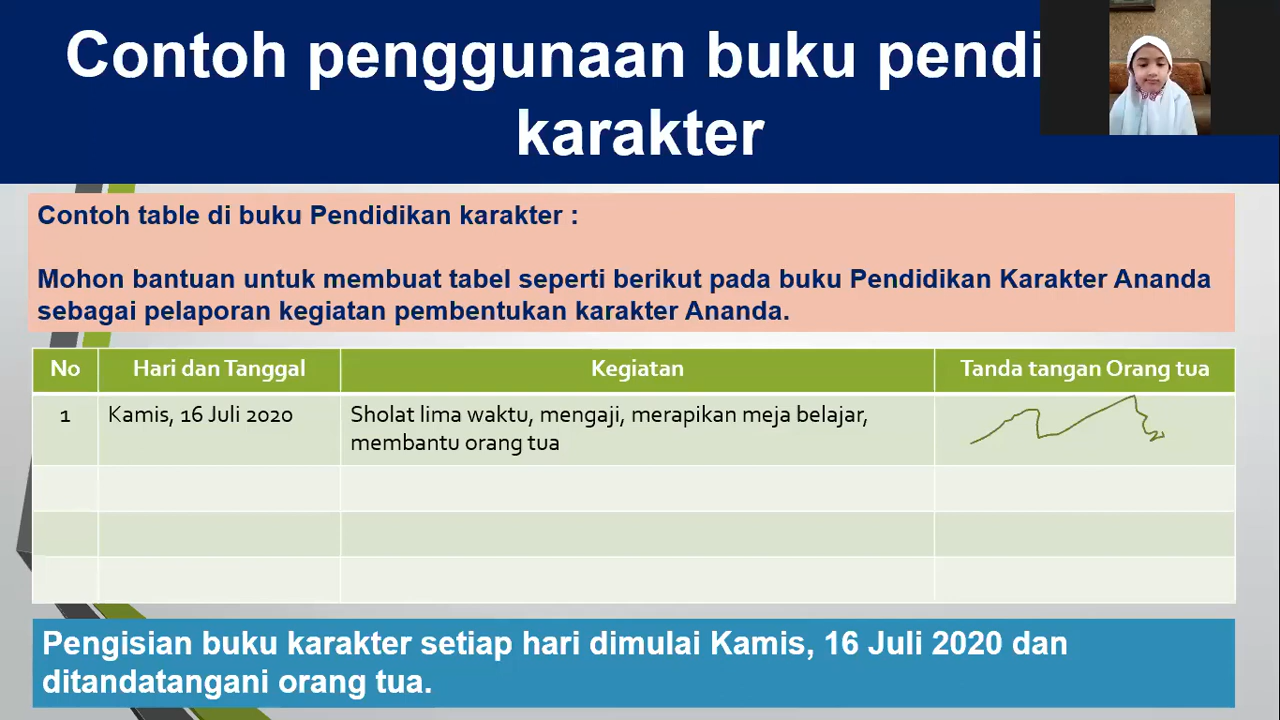 Contoh penggunaan buku pendi
karakter
Contoh table di buku Pendidikan karakter :
Mohon bantuan untuk membuat tabel seperti berikut pada buku Pendidikan Karakter Ananda
sebagai pelaporan kegiatan pembentukan karakter Ananda.
No Hari dan Tanggal Kegiatan Tanda tangan Orang tua
1 Kamis, 16 Juli 2020 Sholat lima waktu, mengaji, merapikan meja belajar,
membantu orang tua
Pengisian buku karakter setiap hari dimulai Kamis, 16 Juli 2020 dan
ditandatangani orang tua.